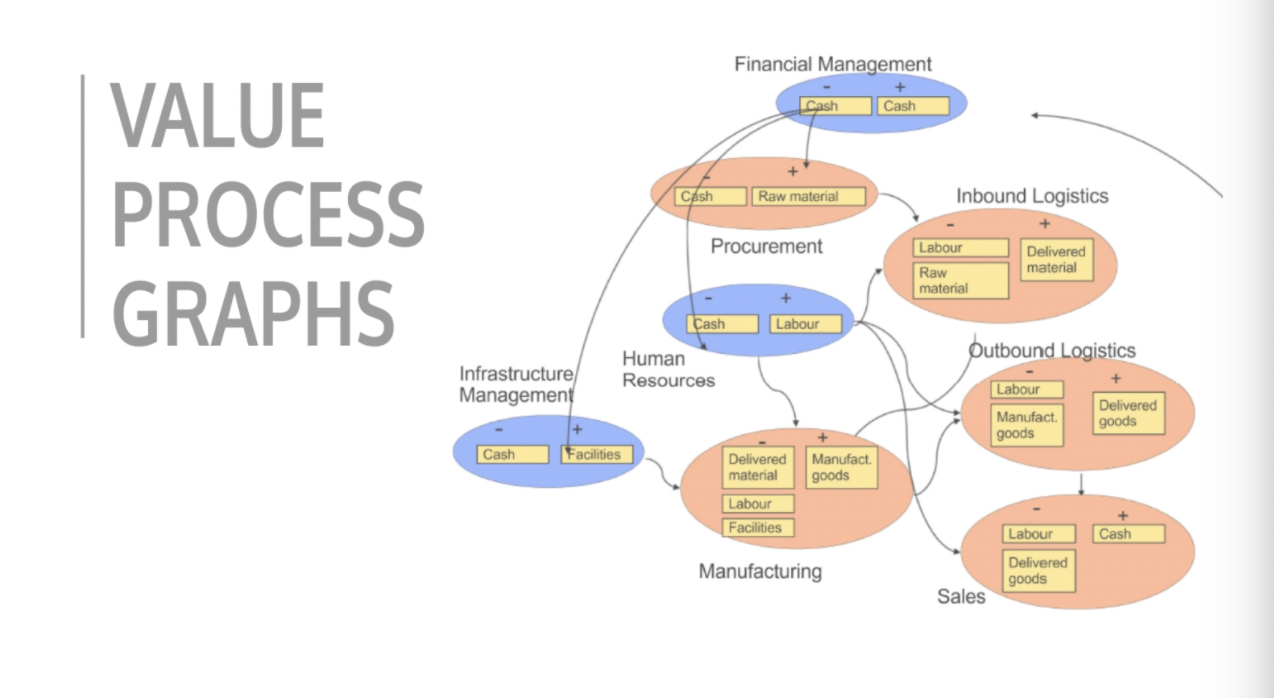 VALUE
PROCESS
GRAPHS
Financial Management
- +
Cash Cash
- +
Cash Raw material
Procurement
Inbound Logistics
- +
Labour
Raw
material
Delivered
material
- +
Cash Labour
Human
Resources
Infrastructure
Management
- +
Cash Facilities
Outbound Logistics
- +
Labour
Manufact.
goods
Delivered
goods
- +
Delivered
material
Labour
Facilities
Manufact.
goods
Manufacturing
- +
Labour
Delivered
goods
Cash
Sales